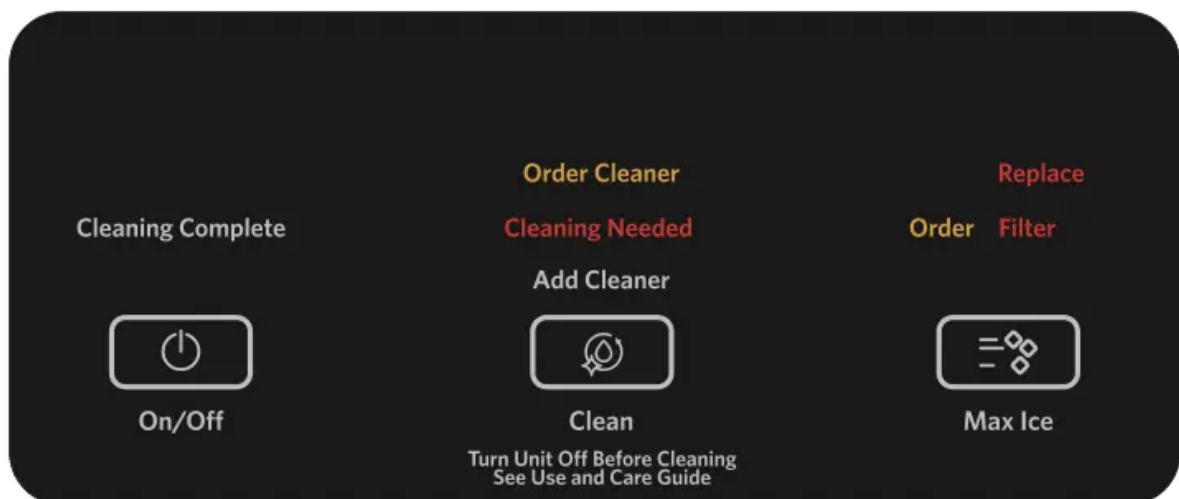 Order Cleaner
Replace
Cleaning Complete
Cleaning Needed
Order Filter
Add Cleaner
On/Off
Clean
Max Ice
Turn Unit Off Before Cleaning
See Use and Care Guide